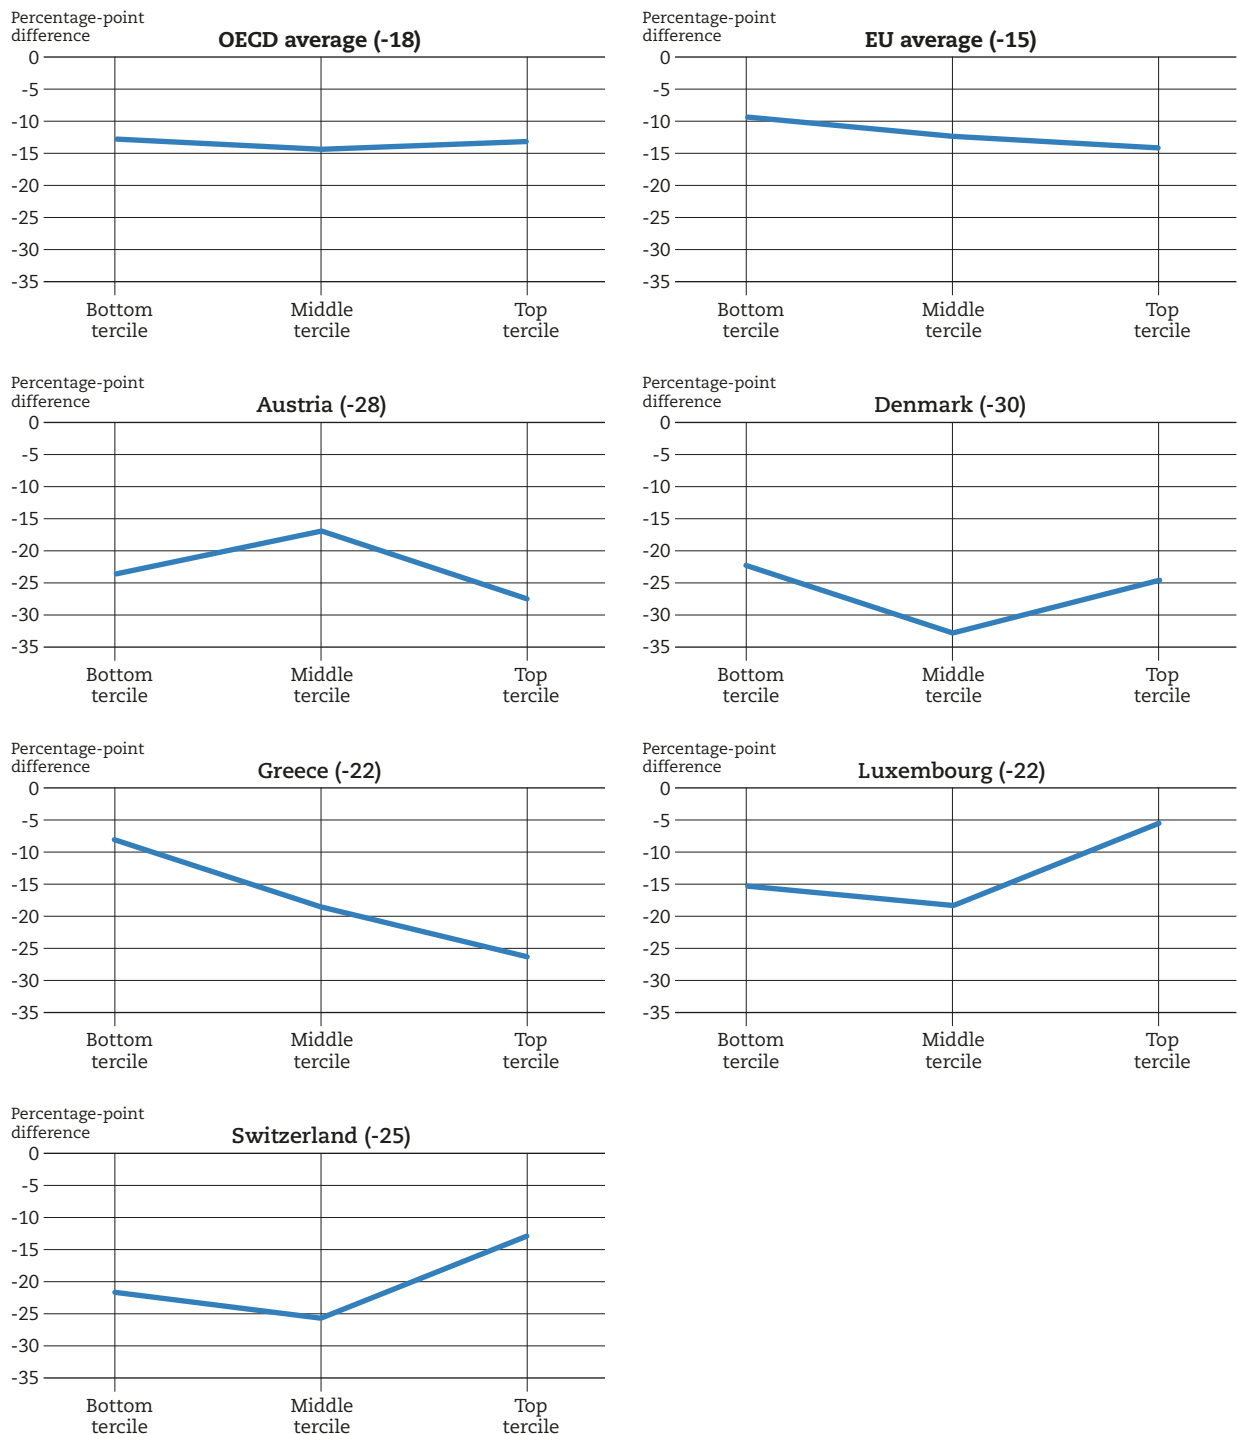 Percentage-point
difference
OECD average (-18)
0
-5
-10
-15
-20
-25
-30
-35
Bottom
tercile
Middle
tercile
Top
tercile
Percentage-point
difference
EU average (-15)
0
-5
-10
-15
-20
-25
-30
-35
Bottom
tercile
Middle
tercile
Top
tercile
Percentage-point
difference
Austria (-28)
0
-5
-10
-15
-20
-25
-30
-35
Bottom
tercile
Middle
tercile
Top
tercile
Percentage-point
difference
Denmark (-30)
0
-5
-10
-15
-20
-25
-30
-35
Bottom
tercile
Middle
tercile
Top
tercile
Percentage-point
difference
Greece (-22)
0
-5
-10
-15
-20
-25
-30
-35
Bottom
tercile
Middle
tercile
Top
tercile
Percentage-point
difference
Luxembourg (-22)
0
-5
-10
-15
-20
-25
-30
-35
Bottom
tercile
Middle
tercile
Top
tercile
Percentage-point
difference
Switzerland (-25)
0
-5
-10
-15
-20
-25
-30
-35
Bottom
tercile
Middle
tercile
Top
tercile